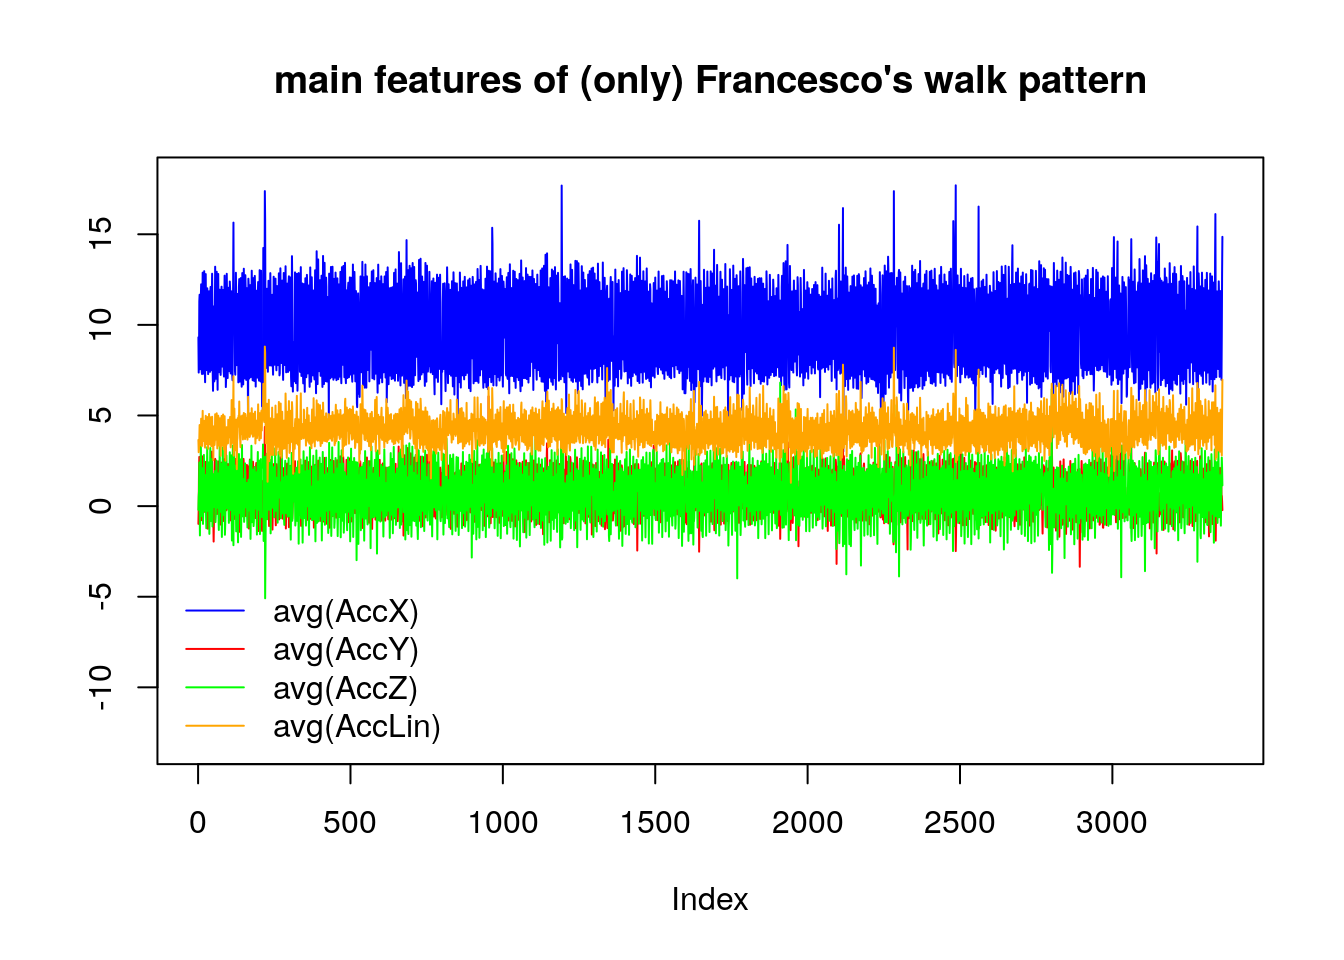 main features of (only) Francesco's walk pattern
15
10
5
0
-5
-10
avg(AccX)
avg(AccY)
avg(AccZ)
avg(AccLin)
0 500 1000 1500 2000 2500 3000
Index